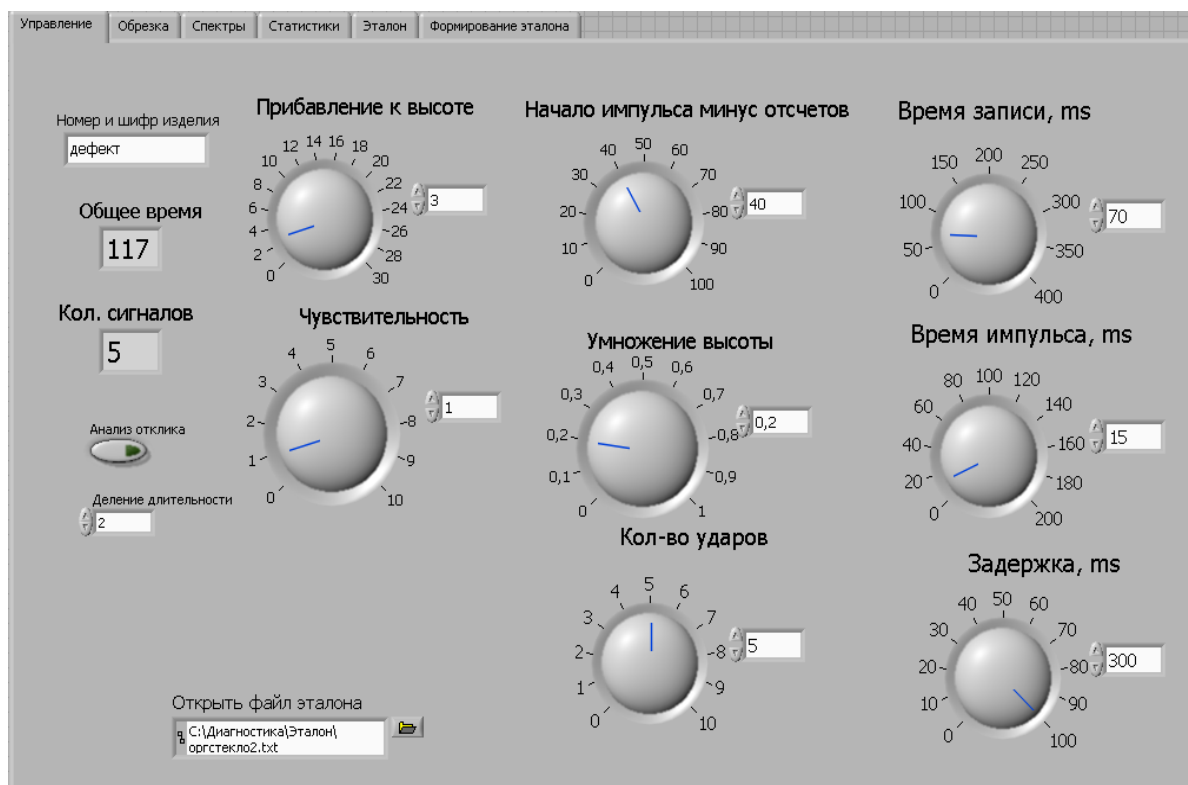 Управление Обрезка Спектры Статистики Эталон Формирование эталона
Номер и шифр изделия
дефект
Общее время
117
Кол. сигналов
5
Анализ отклика
Деление длительности
2
Прибавление к высоте
0 2 4 6 8 10 12 14 16 18 20 22 24 26 28 30
3
Чувствительность
0 1 2 3 4 5 6 7 8 9 10
1
Начало импульса минус отсчетов
0 10 20 30 40 50 60 70 80 90 100
40
Умножение высоты
0 0,1 0,2 0,3 0,4 0,5 0,6 0,7 0,8 0,9 1
0,2
Кол-во ударов
0 1 2 3 4 5 6 7 8 9 10
5
Время записи, ms
0 50 100 150 200 250 300 350 400
70
Время импульса, ms
0 20 40 60 80 100 120 140 160 180 200
15
Задержка, ms
0 10 20 30 40 50 60 70 80 90 100
300
Открыть файл эталона
C:\Диагностика\Эталон\
оргстекло2.txt